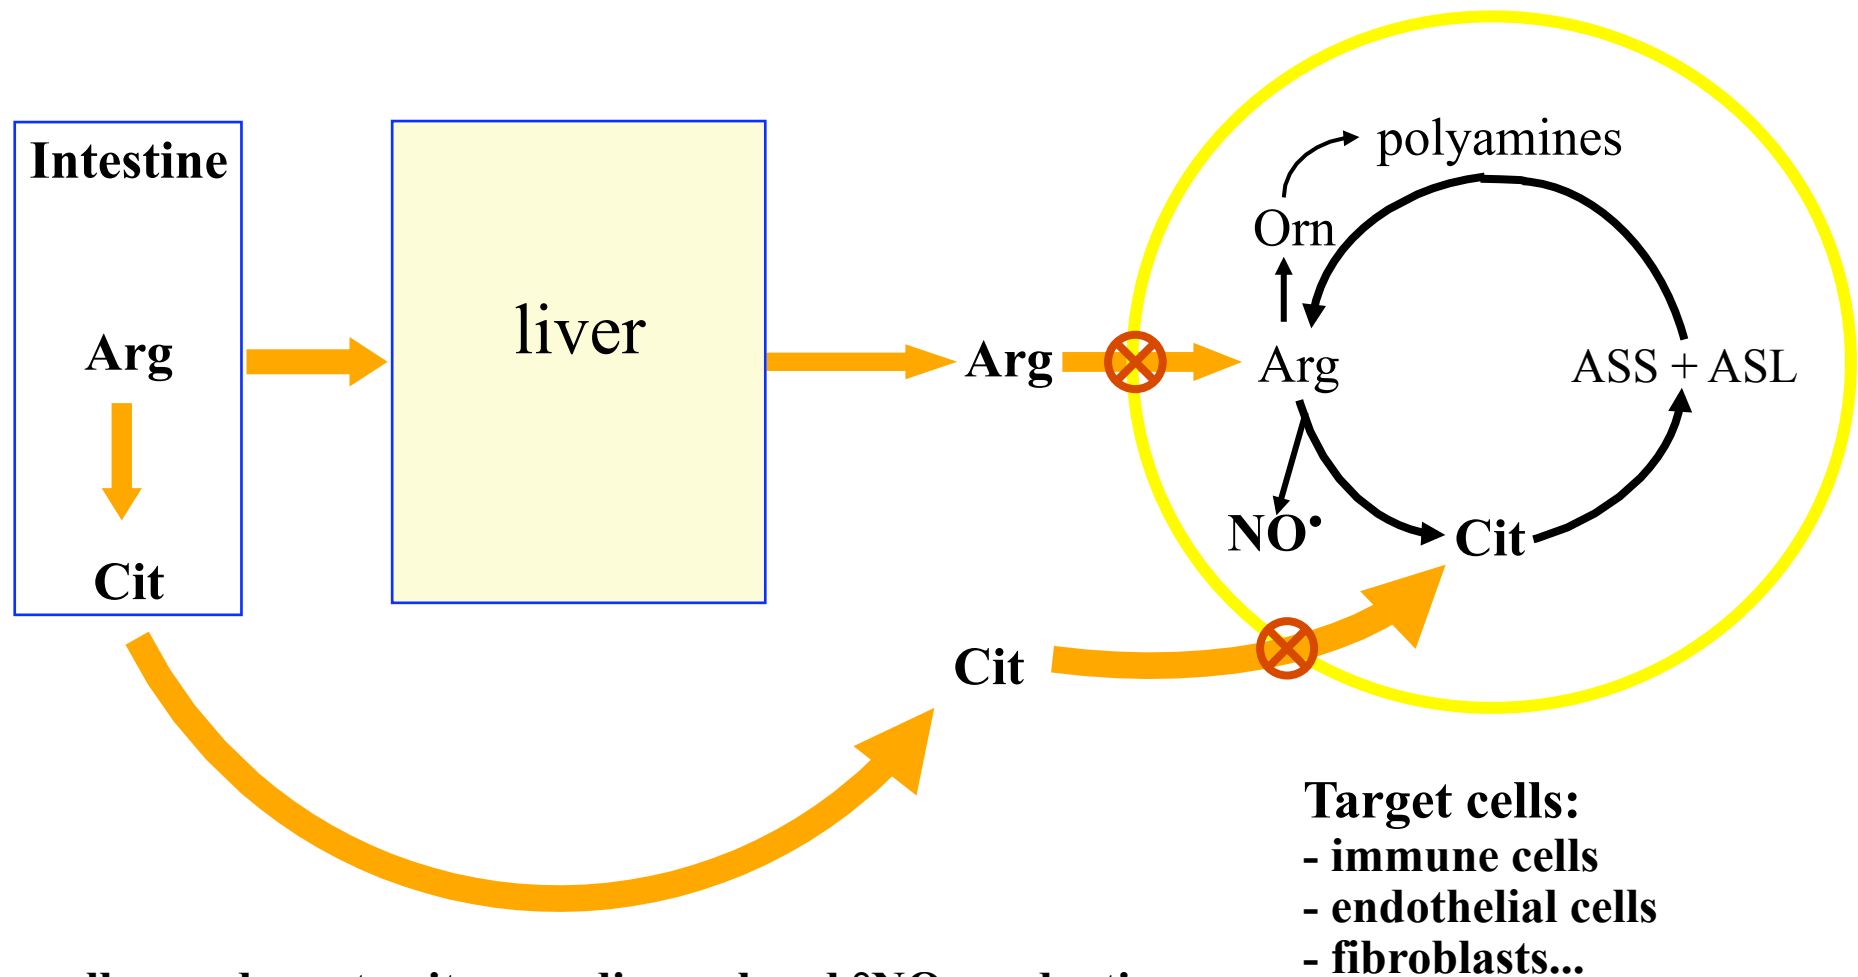 Intestine
Arg
Cit
liver
Arg
Cit
polyamines
Orn
Arg
ASS + ASL
NO•
Cit
Target cells:
- immune cells
- endothelial cells
- fibroblasts...